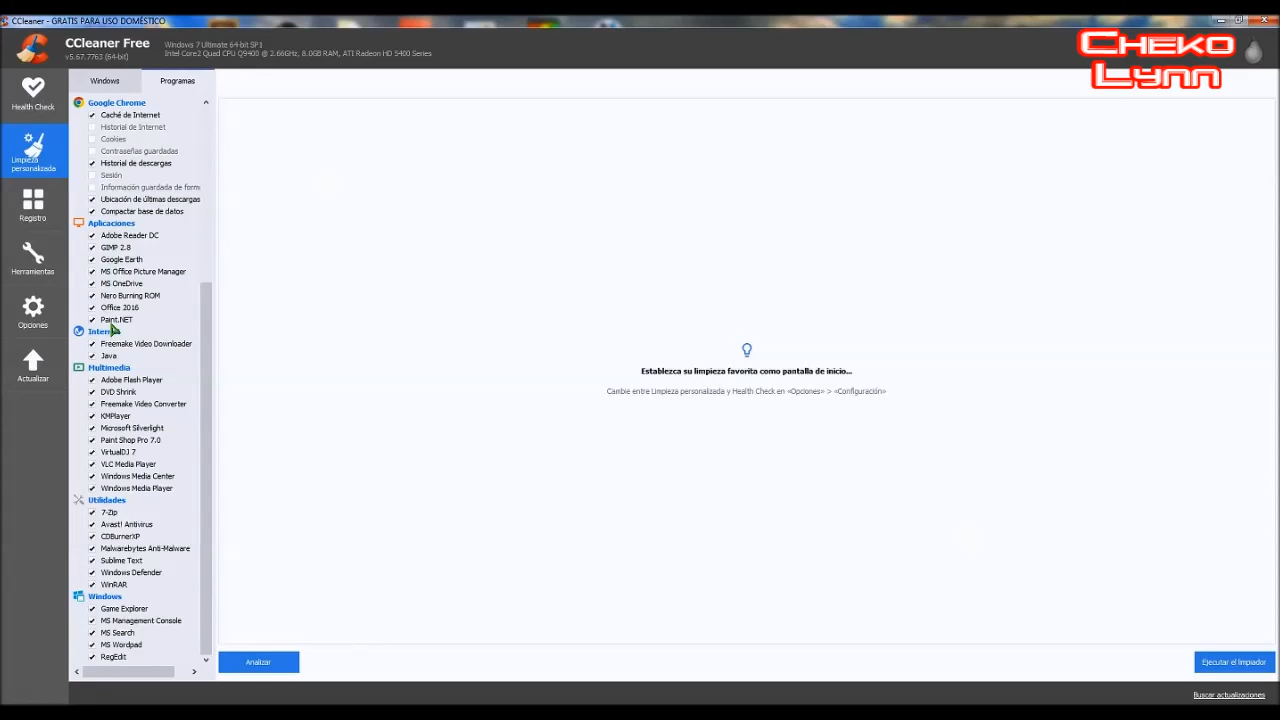 CCleaner - GRATIS PARA USO DOMÉSTICO
CCleaner Free
v5.67.7763 (64-bit)
Windows 7 Ultimate 64-bit SP1
Intel Core2 Quad CPU Q9400 @ 2.66GHz, 8.0GB RAM, ATI Radeon HD 5400 Series
Cheko
Lynn
Health Check
Limpieza
personalizada
Registro
Herramientas
Opciones
Actualizar
Windows
Programas
Google Chrome
Caché de Internet
Historial de Internet
Cookies
Contraseñas guardadas
Historial de descargas
Sesión
Información guardada de formu
Ubicación de últimas descargas
Compactar base de datos
Aplicaciones
Adobe Reader DC
GIMP 2.8
Google Earth
MS Office Picture Manager
MS OneDrive
Nero Burning ROM
Office 2016
Paint.NET
Intern
Freemake Video Downloader
Java
Multimedia
Adobe Flash Player
DVD Shrink
Freemake Video Converter
KMPlayer
Microsoft Silverlight
Paint Shop Pro 7.0
VirtualDJ 7
VLC Media Player
Windows Media Center
Windows Media Player
Utilidades
7-Zip
Avast! Antivirus
CDBurnerXP
Malwarebytes Anti-Malware
Sublime Text
Windows Defender
WinRAR
Windows
Game Explorer
MS Management Console
MS Search
MS Wordpad
RegEdit
Establezca su limpieza favorita como pantalla de inicio...
Cambie entre Limpieza personalizada y Health Check en «Opciones» > «Configuración»
Analizar
Ejecutar el limpiador
Buscar actualizaciones